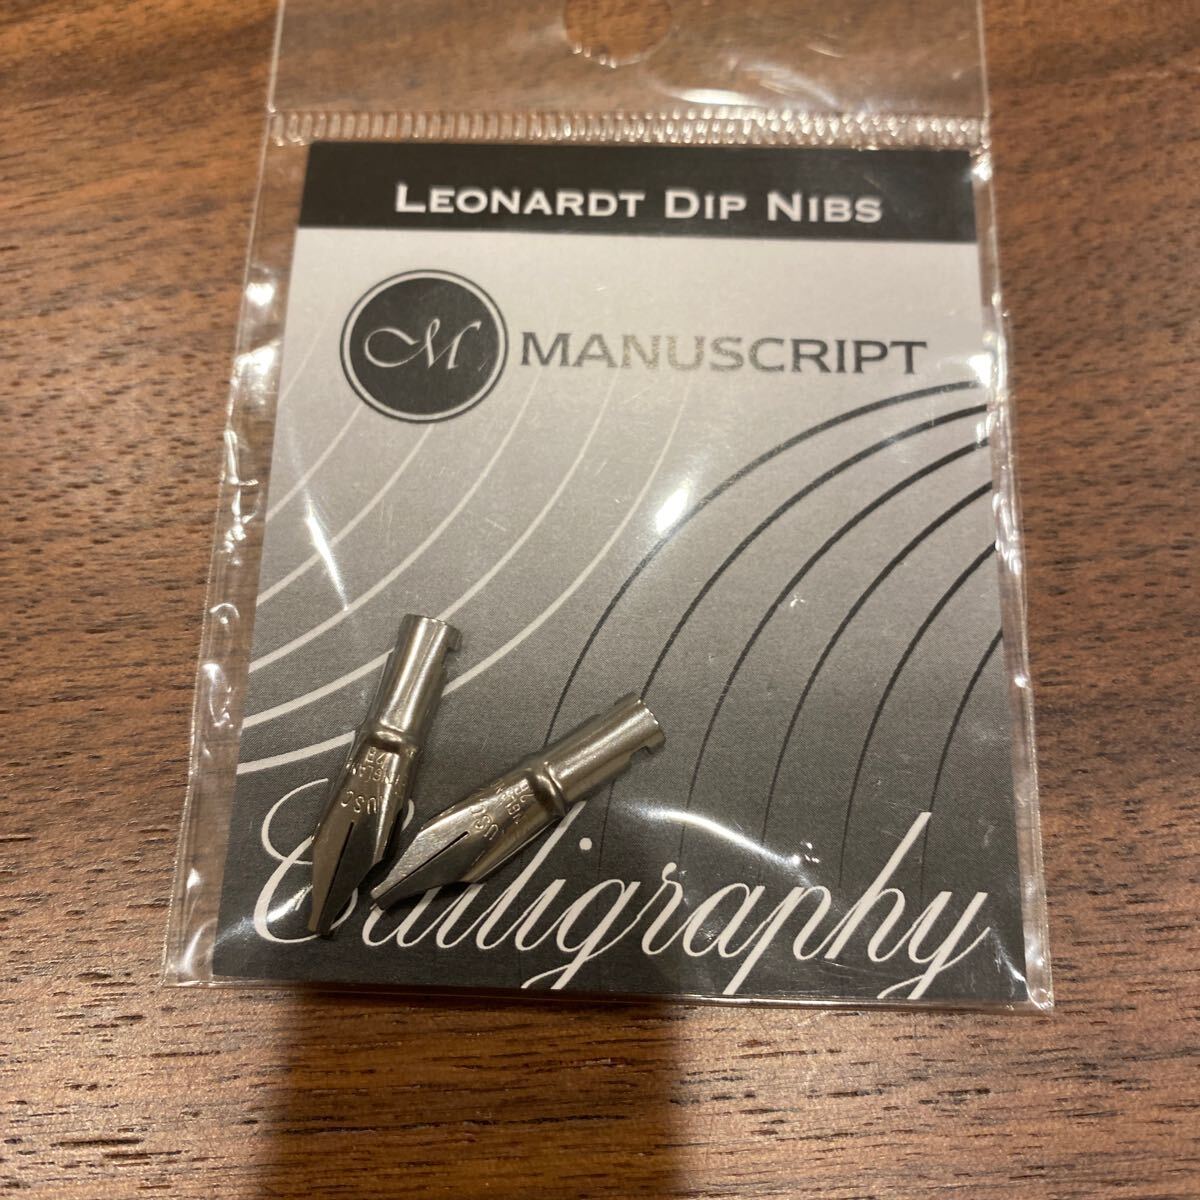 LEONARDT DIP NIBS
M MANUSCRIPT
Calligraphy